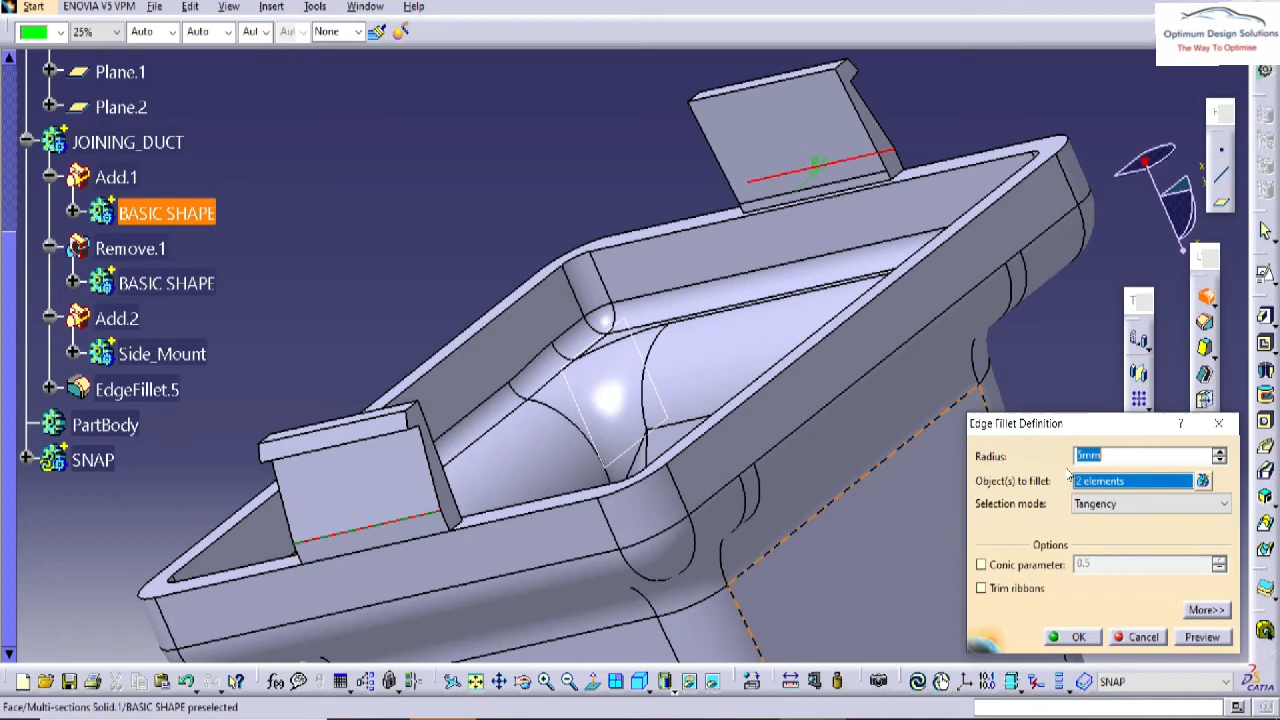 Start ENOVIA V5 VPM File Edit View Insert Tools Window Help
25% Auto Auto Aut Aut None
Optimum Design Solutions
The Way To Optimise
Plane.1
Plane.2
JOINING_DUCT
Add.1
BASIC SHAPE
Remove.1
BASIC SHAPE
Add.2
Side_Mount
EdgeFillet.5
PartBody
SNAP
T
L
Edge Fillet Definition ? ×
Radius: 5mm
Object(s) to fillet: 2 elements
Selection mode: Tangency
Options
Conic parameter: 0.5
Trim ribbons
More>>
OK Cancel Preview
SNAP
CATIA
Face/Multi-sections Solid.1/BASIC SHAPE preselected